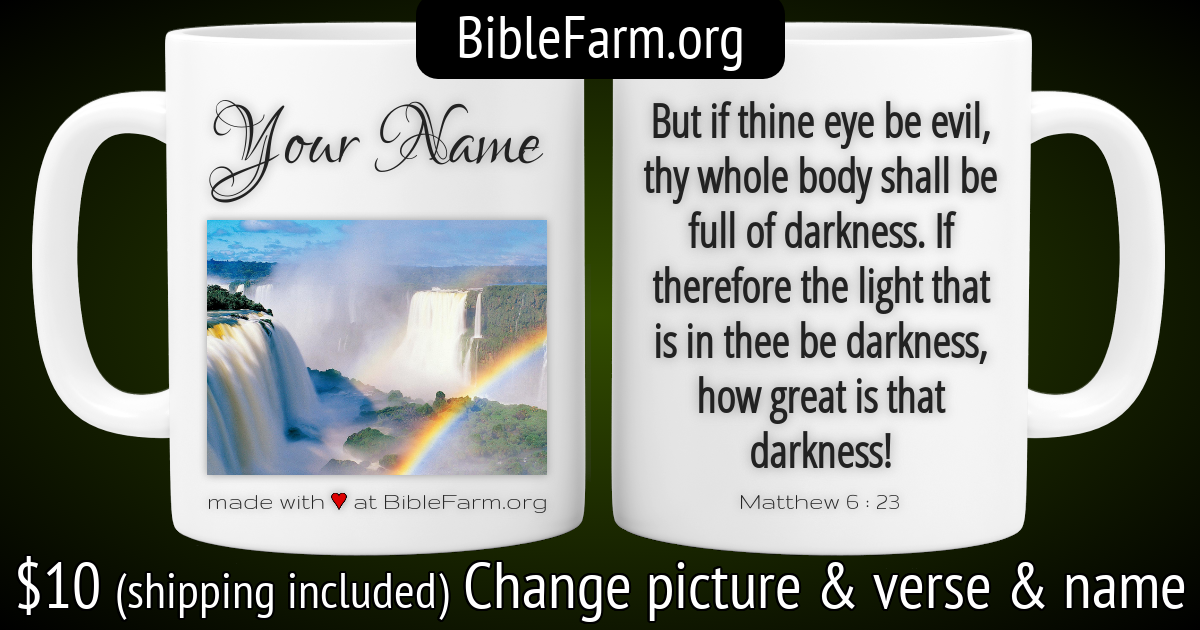 BibleFarm.org
Your Name
made with ♥ at BibleFarm.org
But if thine eye be evil,
thy whole body shall be
full of darkness. If
therefore the light that
is in thee be darkness,
how great is that
darkness!
Matthew 6 : 23
$10 (shipping included) Change picture & verse & name